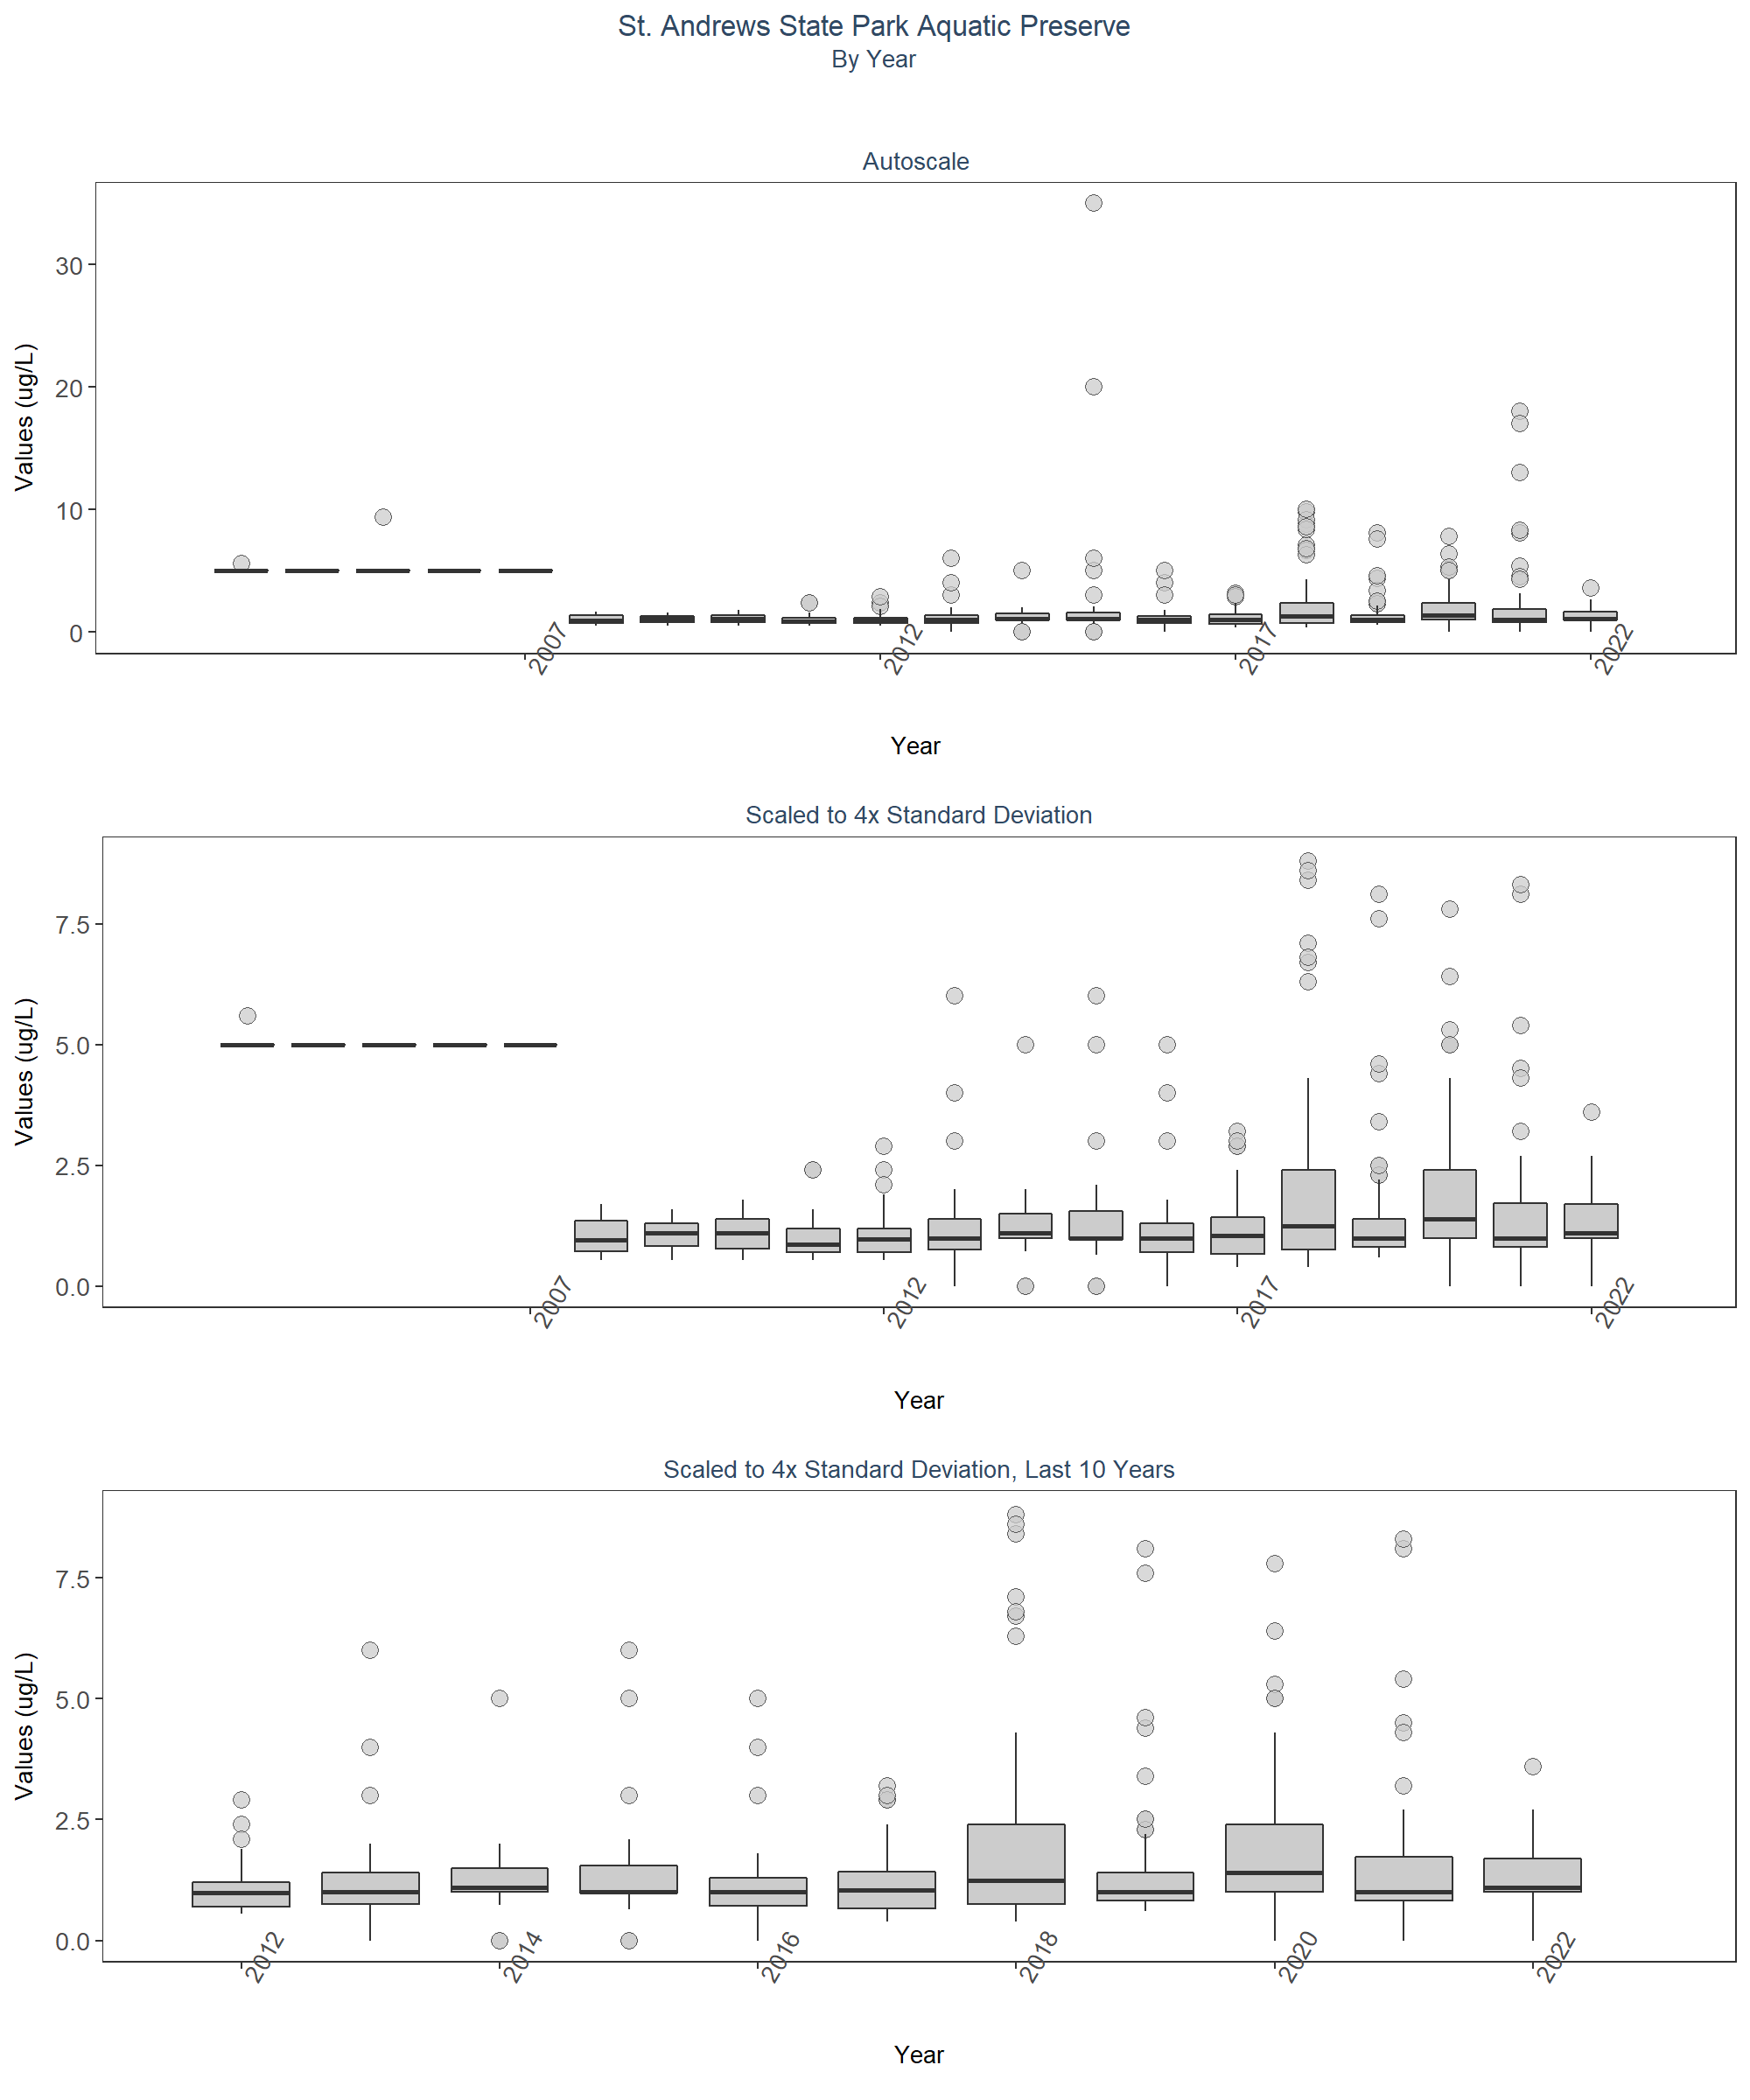 St. Andrews State Park Aquatic Preserve
By Year
Autoscale
Values (ug/L)
30
20
10
0
2007
2012
2017
2022
Year
Scaled to 4x Standard Deviation
Values (ug/L)
7.5
5.0
2.5
0.0
2007
2012
2017
2022
Year
Scaled to 4x Standard Deviation, Last 10 Years
Values (ug/L)
7.5
5.0
2.5
0.0
2012
2014
2016
2018
2020
2022
Year